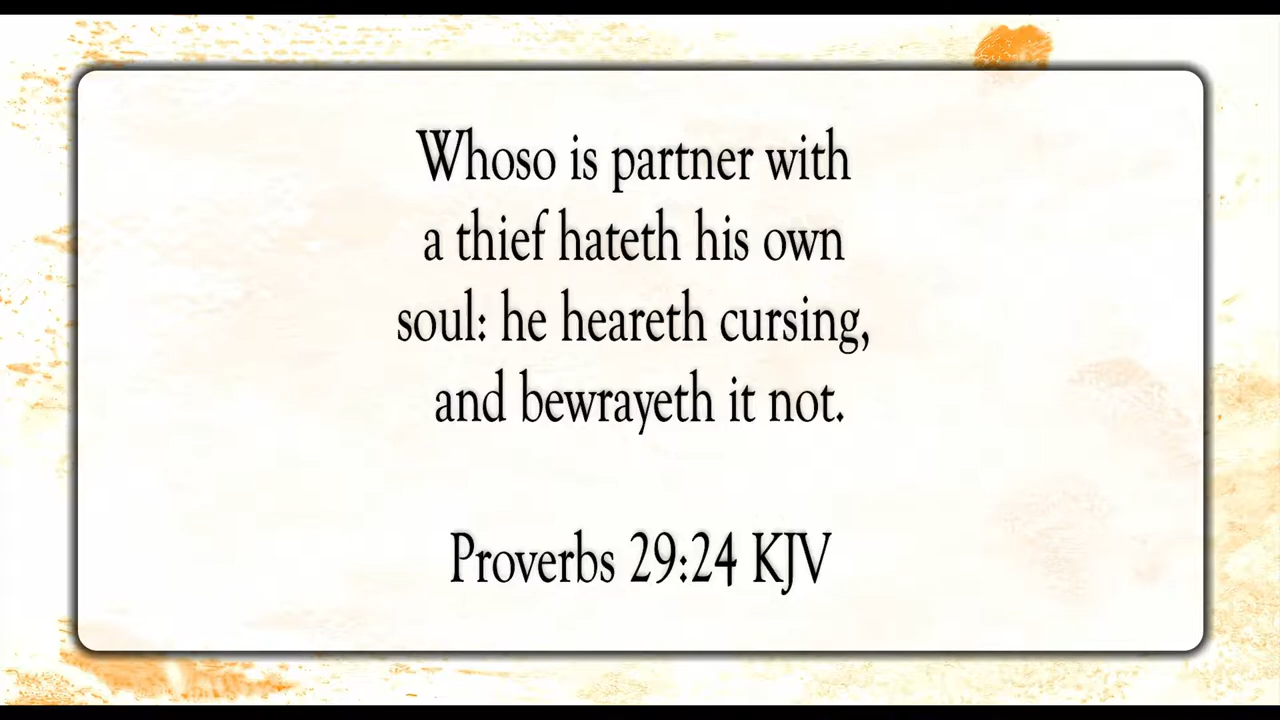 Whoso is partner with
a thief hateth his own
soul: he heareth cursing,
and bewrayeth it not.
Proverbs 29:24 KJV